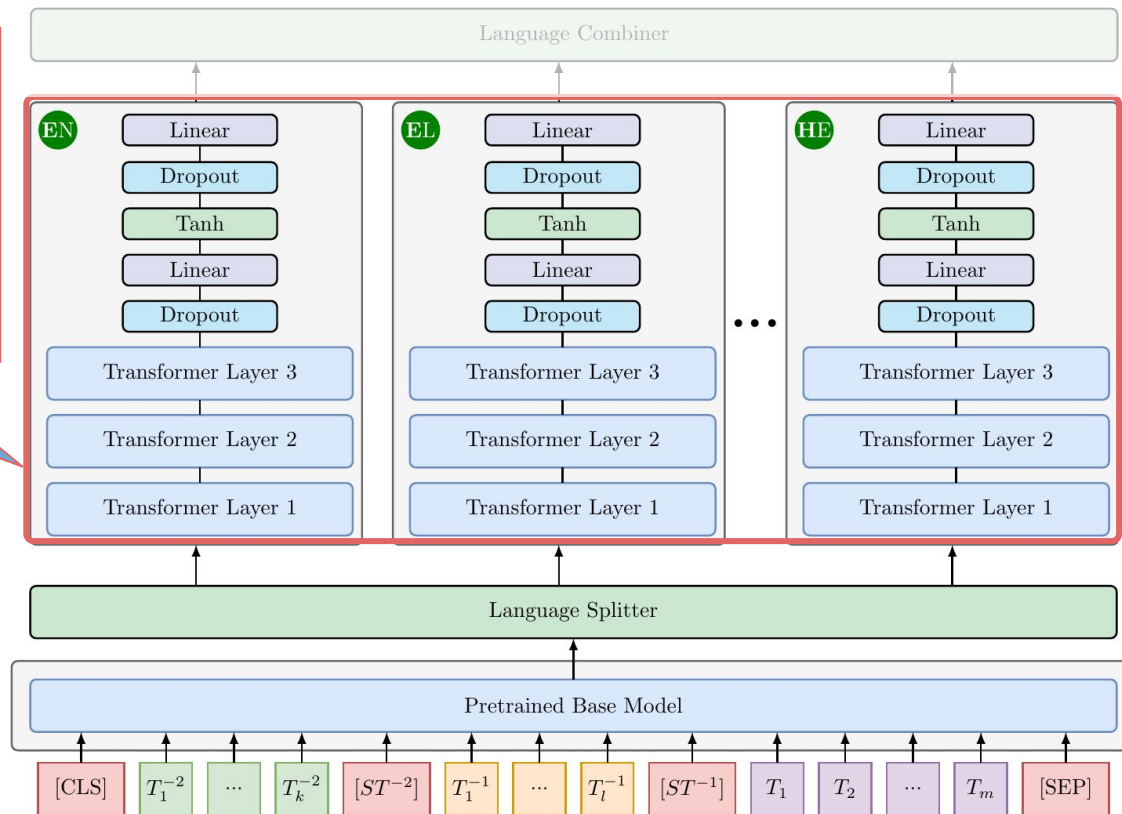 Language Combiner
EN EL HE
Linear Linear Linear
Dropout Dropout Dropout
Tanh Tanh Tanh
Linear Linear Linear
Dropout Dropout Dropout
...
Transformer Layer 3 Transformer Layer 3 Transformer Layer 3
Transformer Layer 2 Transformer Layer 2 Transformer Layer 2
Transformer Layer 1 Transformer Layer 1 Transformer Layer 1
Language Splitter
Pretrained Base Model
[CLS] $T_1^{-2}$ ... $T_k^{-2}$ [$ST^{-2}$] $T_1^{-1}$ ... $T_l^{-1}$ [$ST^{-1}$] $T_1$ $T_2$ ... $T_m$ [SEP]